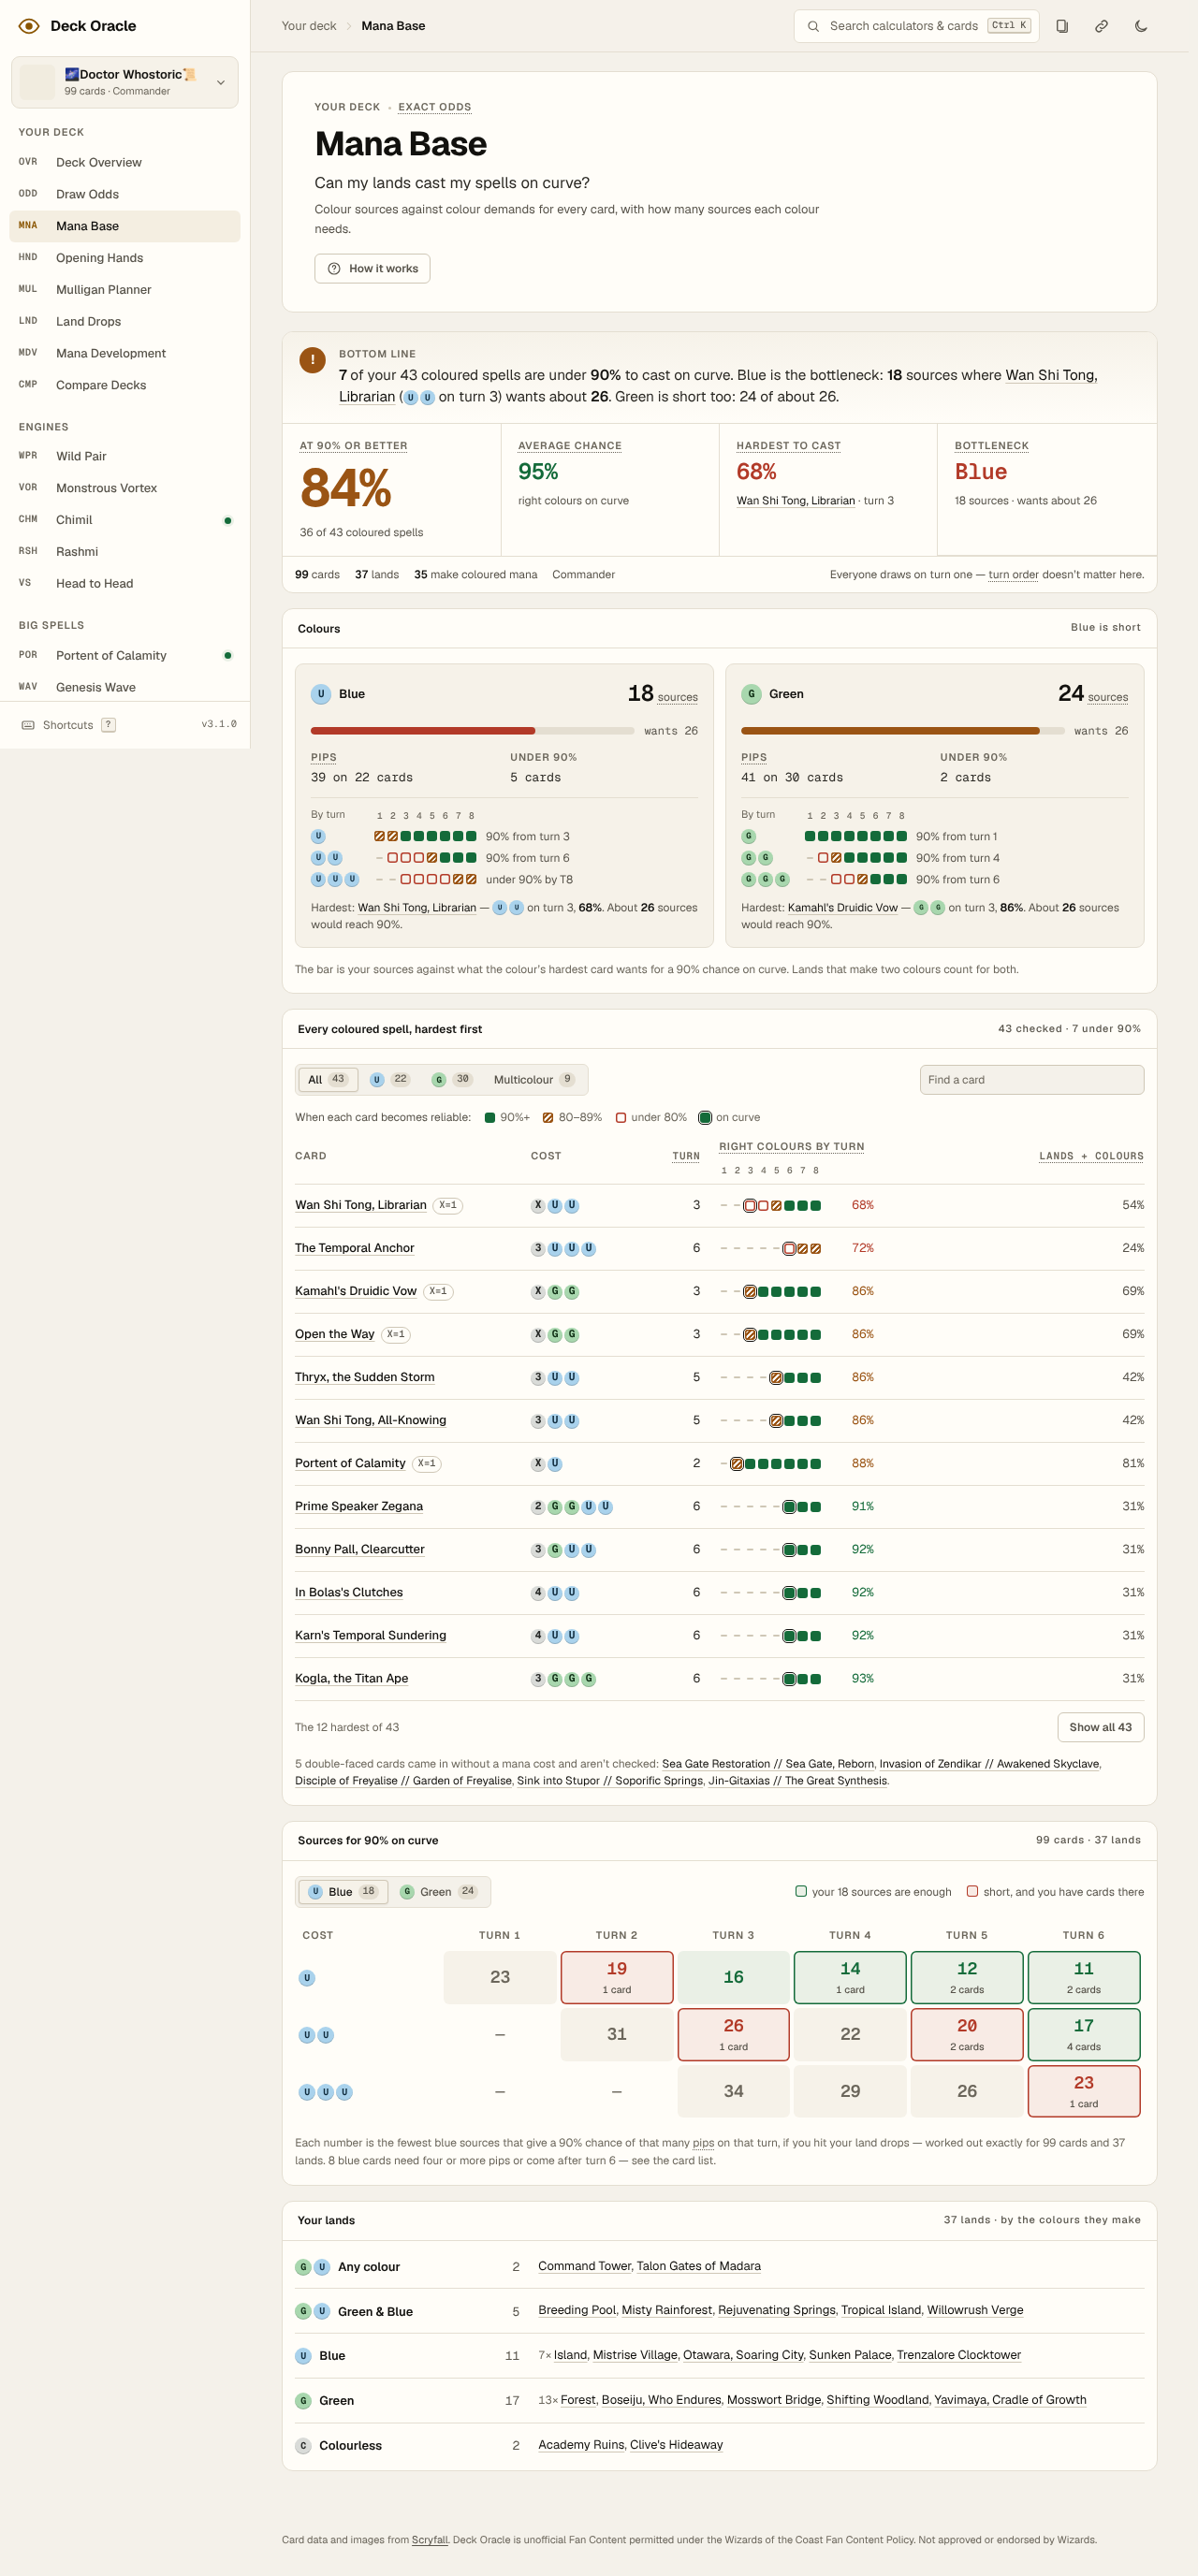 Deck Oracle
🌌Doctor Whostoric📜
99 cards · Commander
YOUR DECK
OVR Deck Overview
ODD Draw Odds
MNA Mana Base
HND Opening Hands
MUL Mulligan Planner
LND Land Drops
MDV Mana Development
CMP Compare Decks
ENGINES
WPR Wild Pair
VOR Monstrous Vortex
CHM Chimil
RSH Rashmi
VS Head to Head
BIG SPELLS
POR Portent of Calamity
WAV Genesis Wave
Shortcuts ? v3.1.0
Your deck > Mana Base
Search calculators & cards Ctrl K
YOUR DECK · EXACT ODDS
Mana Base
Can my lands cast my spells on curve?
Colour sources against colour demands for every card, with how many sources each colour
needs.
How it works
! BOTTOM LINE
7 of your 43 coloured spells are under 90% to cast on curve. Blue is the bottleneck: 18 sources where Wan Shi Tong,
Librarian (U U on turn 3) wants about 26. Green is short too: 24 of about 26.
AT 90% OR BETTER
84%
36 of 43 coloured spells
AVERAGE CHANCE
95%
right colours on curve
HARDEST TO CAST
68%
Wan Shi Tong, Librarian · turn 3
BOTTLENECK
Blue
18 sources · wants about 26
99 cards 37 lands 35 make coloured mana Commander Everyone draws on turn one — turn order doesn't matter here.
Colours Blue is short
U Blue 18 sources
wants 26
PIPS UNDER 90%
39 on 22 cards 5 cards
By turn 1 2 3 4 5 6 7 8
U 90% from turn 3
U U – 90% from turn 6
U U U – – under 90% by T8
Hardest: Wan Shi Tong, Librarian — U U on turn 3, 68%. About 26 sources
would reach 90%.
G Green 24 sources
wants 26
PIPS UNDER 90%
41 on 30 cards 2 cards
By turn 1 2 3 4 5 6 7 8
G 90% from turn 1
G G – 90% from turn 4
G G G – – 90% from turn 6
Hardest: Kamahl's Druidic Vow — G G on turn 3, 86%. About 26 sources
would reach 90%.
The bar is your sources against what the colour's hardest card wants for a 90% chance on curve. Lands that make two colours count for both.
Every coloured spell, hardest first 43 checked · 7 under 90%
All 43 U 22 G 30 Multicolour 9 Find a card
When each card becomes reliable: 90%+ 80–89% under 80% on curve
CARD COST TURN RIGHT COLOURS BY TURN LANDS + COLOURS
1 2 3 4 5 6 7 8
Wan Shi Tong, Librarian X=1 X U U 3 – – 68% 54%
The Temporal Anchor 3 U U U 6 – – – – – 72% 24%
Kamahl's Druidic Vow X=1 X G G 3 – – 86% 69%
Open the Way X=1 X G G 3 – – 86% 69%
Thryx, the Sudden Storm 3 U U 5 – – – – 86% 42%
Wan Shi Tong, All-Knowing 3 U U 5 – – – – 86% 42%
Portent of Calamity X=1 X U 2 – 88% 81%
Prime Speaker Zegana 2 G G U U 6 – – – – – 91% 31%
Bonny Pall, Clearcutter 3 G U U 6 – – – – – 92% 31%
In Bolas's Clutches 4 U U 6 – – – – – 92% 31%
Karn's Temporal Sundering 4 U U 6 – – – – – 92% 31%
Kogla, the Titan Ape 3 G G G 6 – – – – – 93% 31%
The 12 hardest of 43 Show all 43
5 double-faced cards came in without a mana cost and aren't checked: Sea Gate Restoration // Sea Gate, Reborn, Invasion of Zendikar // Awakened Skyclave,
Disciple of Freyalise // Garden of Freyalise, Sink into Stupor // Soporific Springs, Jin-Gitaxias // The Great Synthesis.
Sources for 90% on curve 99 cards · 37 lands
U Blue 18 G Green 24 your 18 sources are enough short, and you have cards there
COST TURN 1 TURN 2 TURN 3 TURN 4 TURN 5 TURN 6
U 23 19 16 14 12 11
1 card 1 card 2 cards 2 cards
U U – 31 26 22 20 17
1 card 2 cards 4 cards
U U U – – 34 29 26 23
1 card
Each number is the fewest blue sources that give a 90% chance of that many pips on that turn, if you hit your land drops — worked out exactly for 99 cards and 37
lands. 8 blue cards need four or more pips or come after turn 6 — see the card list.
Your lands 37 lands · by the colours they make
G U Any colour 2 Command Tower, Talon Gates of Madara
G U Green & Blue 5 Breeding Pool, Misty Rainforest, Rejuvenating Springs, Tropical Island, Willowrush Verge
U Blue 11 7× Island, Mistrise Village, Otawara, Soaring City, Sunken Palace, Trenzalore Clocktower
G Green 17 13× Forest, Boseiju, Who Endures, Mosswort Bridge, Shifting Woodland, Yavimaya, Cradle of Growth
C Colourless 2 Academy Ruins, Clive's Hideaway
Card data and images from Scryfall. Deck Oracle is unofficial Fan Content permitted under the Wizards of the Coast Fan Content Policy. Not approved or endorsed by Wizards.